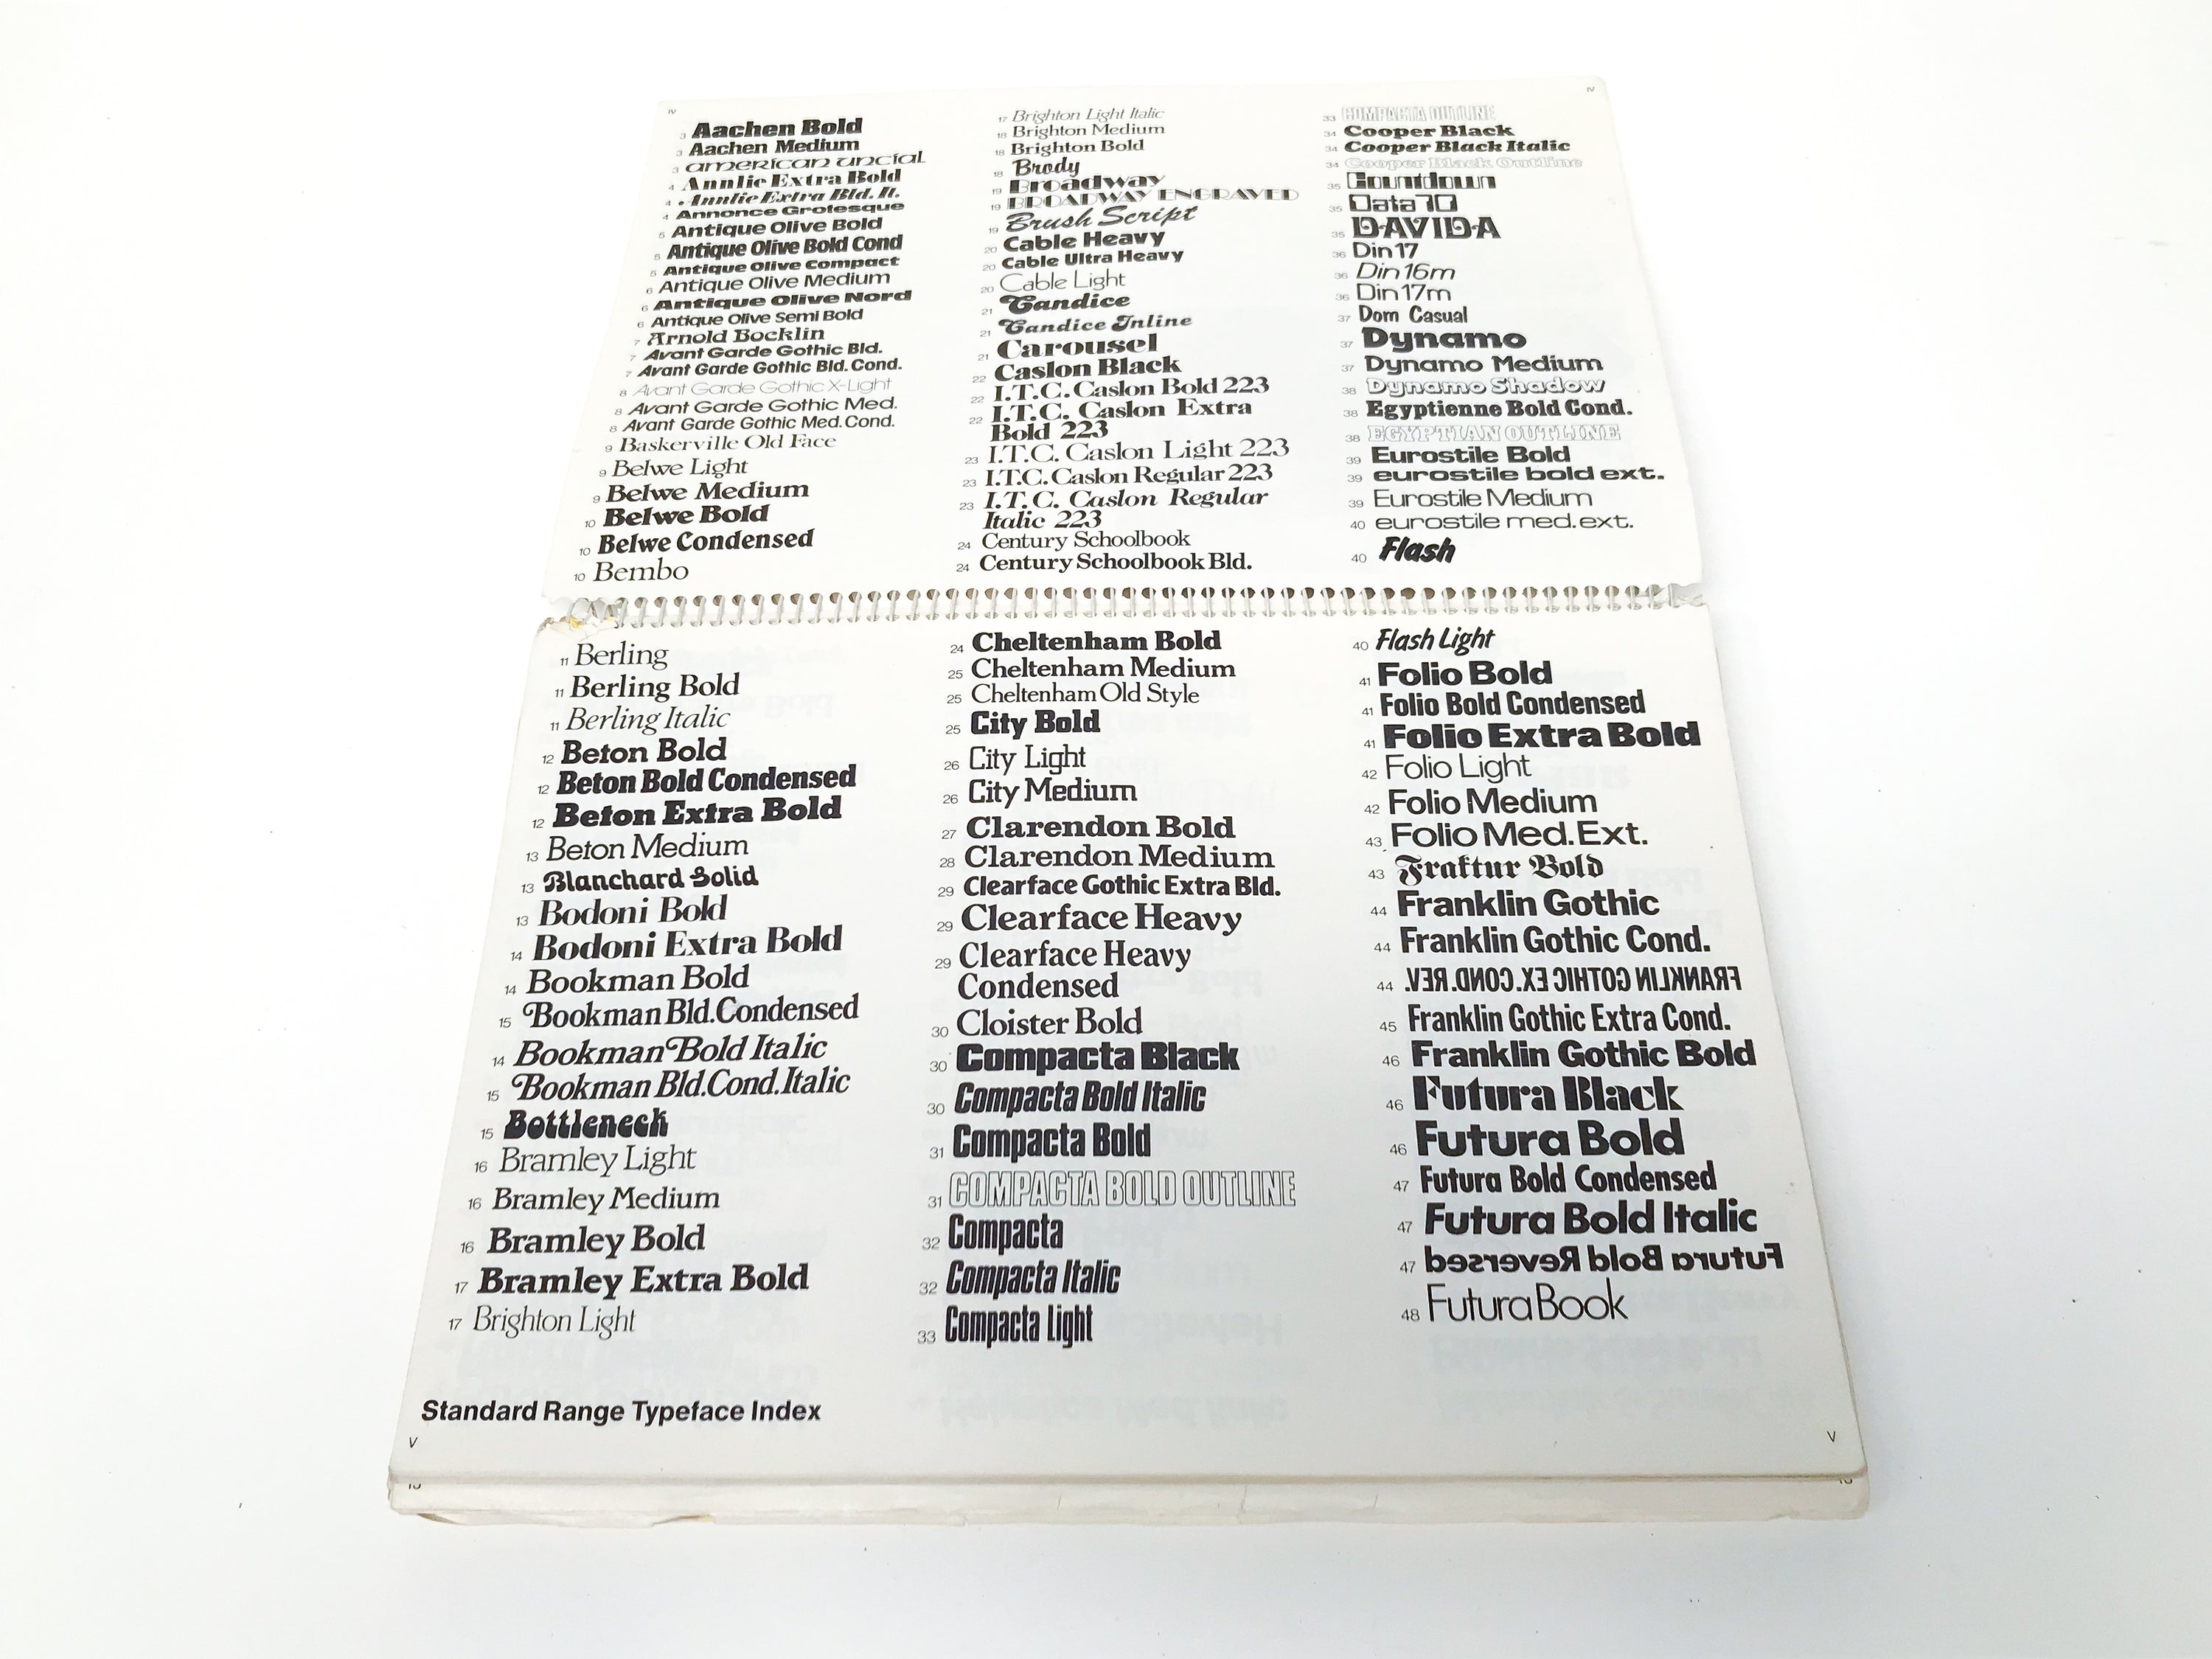 IV
IV
3 Aachen Bold
3 Aachen Medium
3 american uncial
4 Annlie Extra Bold
4 Annlie Extra Bld. It.
4 Annonce Grotesque
5 Antique Olive Bold
5 Antique Olive Bold Cond
5 Antique Olive Compact
6 Antique Olive Medium
6 Antique Olive Nord
6 Antique Olive Semi Bold
7 Arnold Bocklin
7 Avant Garde Gothic Bld.
7 Avant Garde Gothic Bld. Cond.
8 Avant Garde Gothic X-Light
8 Avant Garde Gothic Med.
8 Avant Garde Gothic Med. Cond.
9 Baskerville Old Face
9 Belwe Light
9 Belwe Medium
10 Belwe Bold
10 Belwe Condensed
10 Bembo
11 Berling
11 Berling Bold
11 Berling Italic
12 Beton Bold
12 Beton Bold Condensed
12 Beton Extra Bold
13 Beton Medium
13 Blanchard Solid
13 Bodoni Bold
14 Bodoni Extra Bold
14 Bookman Bold
15 Bookman Bld. Condensed
14 Bookman Bold Italic
15 Bookman Bld. Cond. Italic
15 Bottleneck
16 Bramley Light
16 Bramley Medium
16 Bramley Bold
17 Bramley Extra Bold
17 Brighton Light
17 Brighton Light Italic
18 Brighton Medium
18 Brighton Bold
18 Brody
19 Broadway
19 BROADWAY ENGRAVED
19 Brush Script
20 Cable Heavy
20 Cable Ultra Heavy
20 Cable Light
21 Candice
21 Candice Inline
21 Carousel
22 Caslon Black
22 I.T.C. Caslon Bold 223
22 I.T.C. Caslon Extra
Bold 223
23 I.T.C. Caslon Light 223
23 I.T.C. Caslon Regular 223
23 I.T.C. Caslon Regular
Italic 223
24 Century Schoolbook
24 Century Schoolbook Bld.
24 Cheltenham Bold
25 Cheltenham Medium
25 Cheltenham Old Style
25 City Bold
26 City Light
26 City Medium
27 Clarendon Bold
28 Clarendon Medium
29 Clearface Gothic Extra Bld.
29 Clearface Heavy
29 Clearface Heavy
Condensed
30 Cloister Bold
30 Compacta Black
30 Compacta Bold Italic
31 Compacta Bold
31 COMPACTA BOLD OUTLINE
32 Compacta
32 Compacta Italic
33 Compacta Light
33 COMPACTA OUTLINE
34 Cooper Black
34 Cooper Black Italic
34 Cooper Black Outline
35 Countdown
35 Data 70
35 DAVIDA
36 Din 17
36 Din 16m
36 Din 17m
37 Dom Casual
37 Dynamo
37 Dynamo Medium
38 Dynamo Shadow
38 Egyptienne Bold Cond.
38 EGYPTIAN OUTLINE
39 Eurostile Bold
39 eurostile bold ext.
39 Eurostile Medium
40 eurostile med. ext.
40 Flash
40 Flash Light
41 Folio Bold
41 Folio Bold Condensed
41 Folio Extra Bold
42 Folio Light
42 Folio Medium
43 Folio Med. Ext.
43 Fraktur Bold
44 Franklin Gothic
44 Franklin Gothic Cond.
44 FRANKLIN GOTHIC EX. COND. REV.
45 Franklin Gothic Extra Cond.
46 Franklin Gothic Bold
46 Futura Black
46 Futura Bold
47 Futura Bold Condensed
47 Futura Bold Italic
47 Futura Bold Reversed
48 Futura Book
Standard Range Typeface Index
V
V